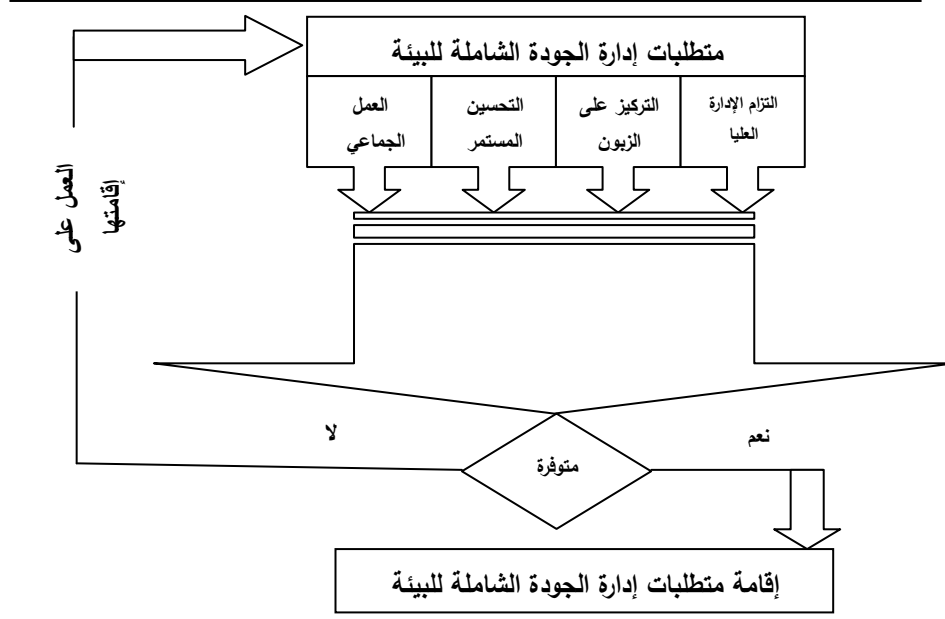 متطلبات إدارة الجودة الشاملة للبيئة
التزام الإدارة
العليا
التركيز على
الزبون
التحسين
المستمر
العمل
الجماعي
العمل على
إقامتها
نعم
لا
متوفرة
إقامة متطلبات إدارة الجودة الشاملة للبيئة